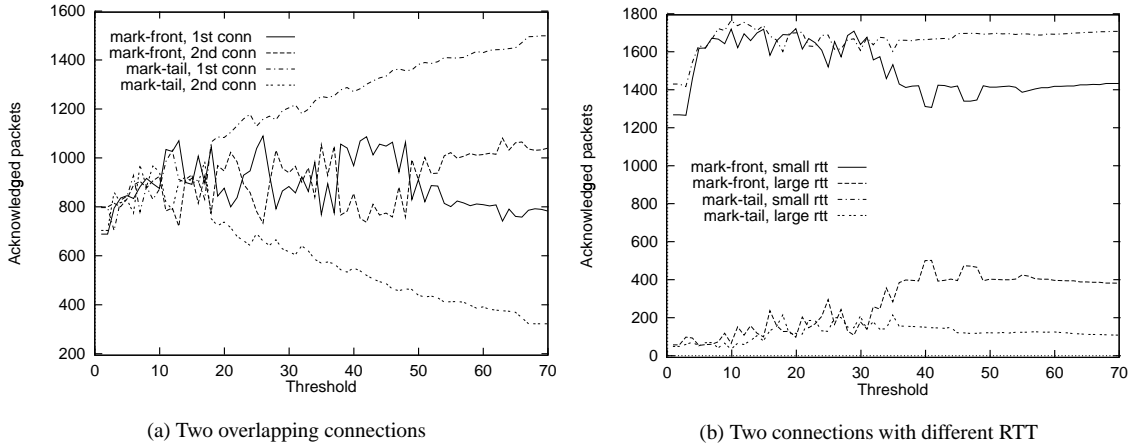 1600
1400
1200
1000
800
600
400
200
0 10 20 30 40 50 60 70
Threshold
Acknowledged packets
mark-front, 1st conn
mark-front, 2nd conn
mark-tail, 1st conn
mark-tail, 2nd conn
(a) Two overlapping connections
1800
1600
1400
1200
1000
800
600
400
200
0
0 10 20 30 40 50 60 70
Threshold
Acknowledged packets
mark-front, small rtt
mark-front, large rtt
mark-tail, small rtt
mark-tail, large rtt
(b) Two connections with different RTT